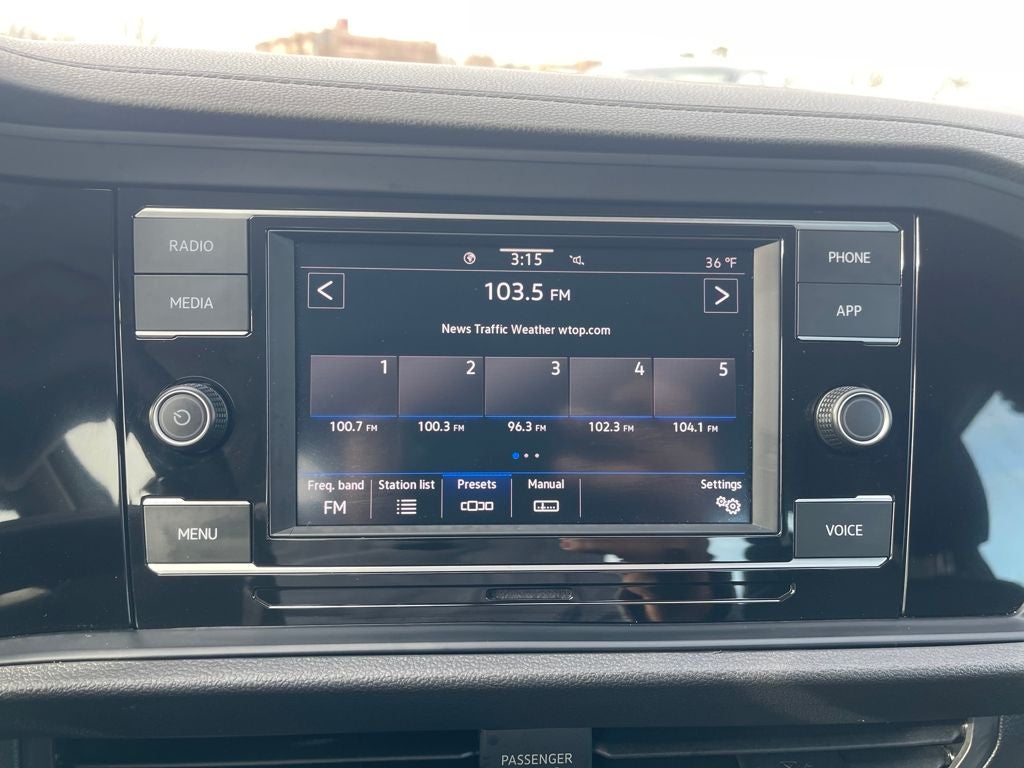 RADIO
MEDIA
MENU
3:15
36 °F
<
103.5 FM
>
News Traffic Weather wtop.com
1 2 3 4 5
100.7 FM 100.3 FM 96.3 FM 102.3 FM 104.1 FM
Freq. band Station list Presets Manual Settings
FM
PHONE
APP
VOICE
PASSENGER